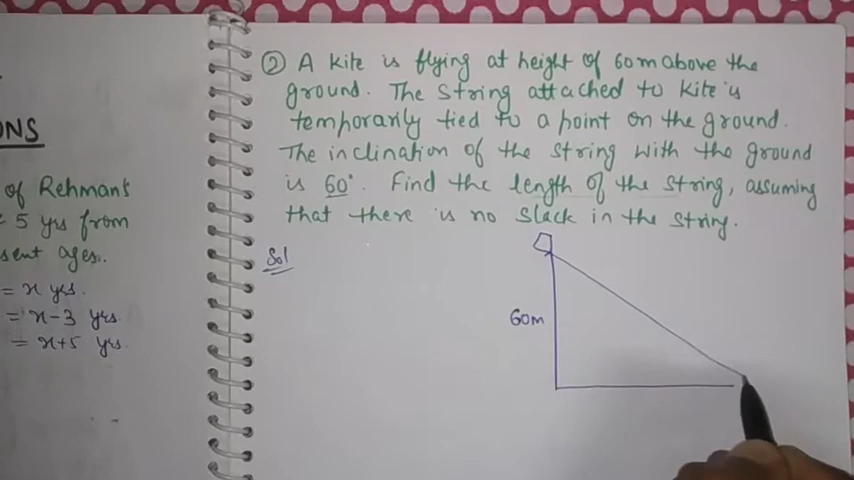 ONS
of Rehman's
5 yrs from
sent ages.
= x yrs.
= x-3 yrs
= x+5 yrs
② A kite is flying at height of 60m above the
ground. The string attached to kite is
temporarily tied to a point on the ground.
The inclination of the string with the ground
is 60°. Find the length of the string, assuming
that there is no slack in the string.
Sol
60m